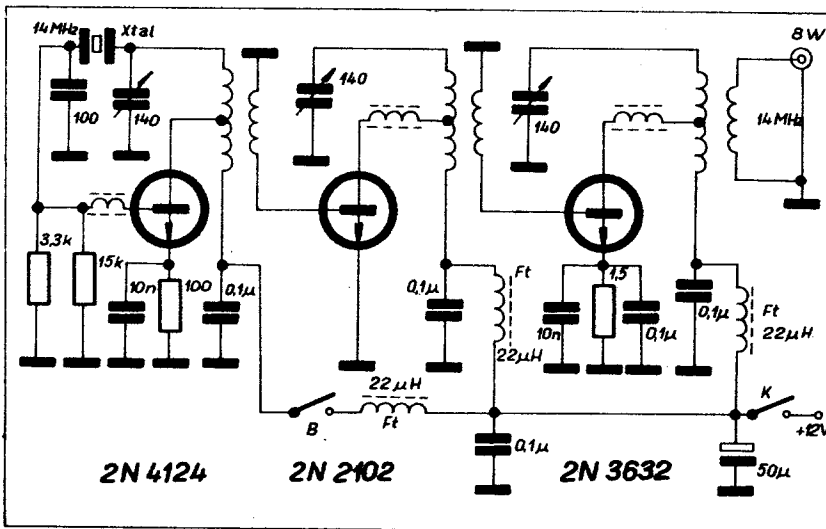 14MHz Xtal
100
140
140
140
8W
14MHz
3,3k
15k
10n
100
0,1µ
0,1µ
Ft
22µH
10n
1,5
0,1µ
0,1µ
Ft
22µH
22µH
Ft
B
K
+12V
0,1µ
50µ
2N 4124
2N 2102
2N 3632